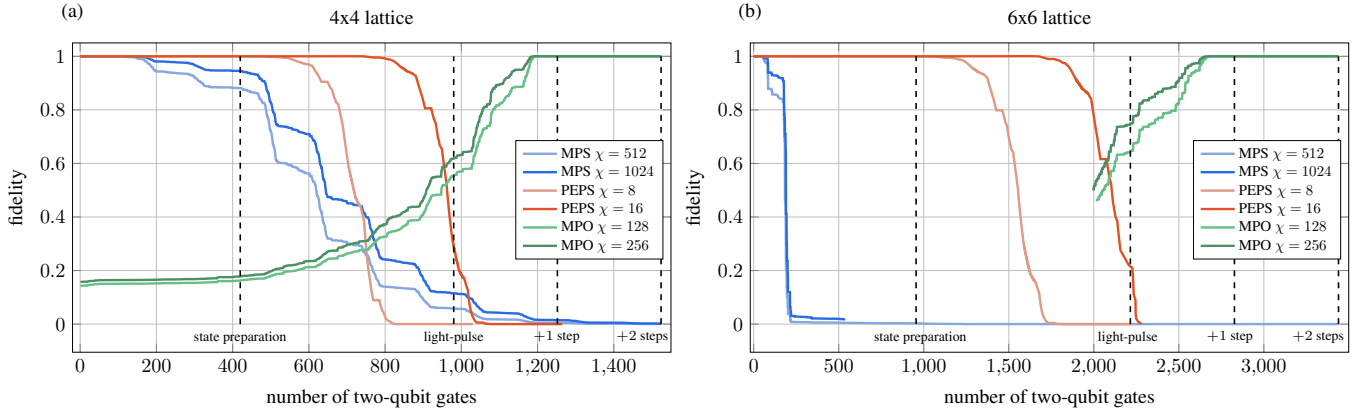 (a)
4x4 lattice
fidelity
1
0.8
0.6
0.4
0.2
0
MPS χ = 512
MPS χ = 1024
PEPS χ = 8
PEPS χ = 16
MPO χ = 128
MPO χ = 256
state preparation
light-pulse
+1 step
+2 steps
0 200 400 600 800 1,000 1,200 1,400
number of two-qubit gates
(b)
6x6 lattice
fidelity
1
0.8
0.6
0.4
0.2
0
MPS χ = 512
MPS χ = 1024
PEPS χ = 8
PEPS χ = 16
MPO χ = 128
MPO χ = 256
state preparation
light-pulse
+1 step
+2 steps
0 500 1,000 1,500 2,000 2,500 3,000
number of two-qubit gates